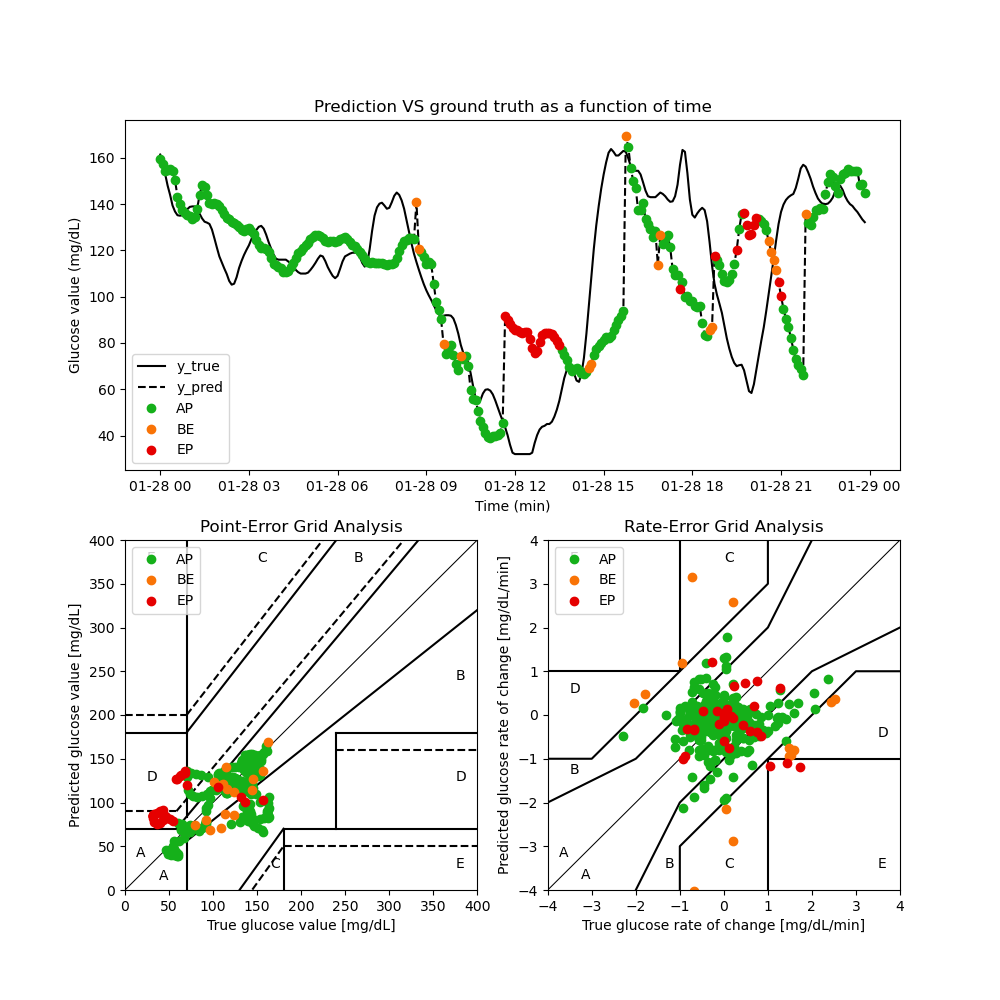 Prediction VS ground truth as a function of time
Glucose value (mg/dL)
160
140
120
100
80
60
40
y_true
y_pred
AP
BE
EP
01-28 00 01-28 03 01-28 06 01-28 09 01-28 12 01-28 15 01-28 18 01-28 21 01-29 00
Time (min)
Point-Error Grid Analysis
Predicted glucose value [mg/dL]
400
350
300
250
200
150
100
50
0
AP
BE
EP
C
B
B
D
D
A
A
C
E
0 50 100 150 200 250 300 350 400
True glucose value [mg/dL]
Rate-Error Grid Analysis
Predicted glucose rate of change [mg/dL/min]
4
3
2
1
0
−1
−2
−3
−4
AP
BE
EP
C
D
D
B
A
A
B
C
E
−4 −3 −2 −1 0 1 2 3 4
True glucose rate of change [mg/dL/min]